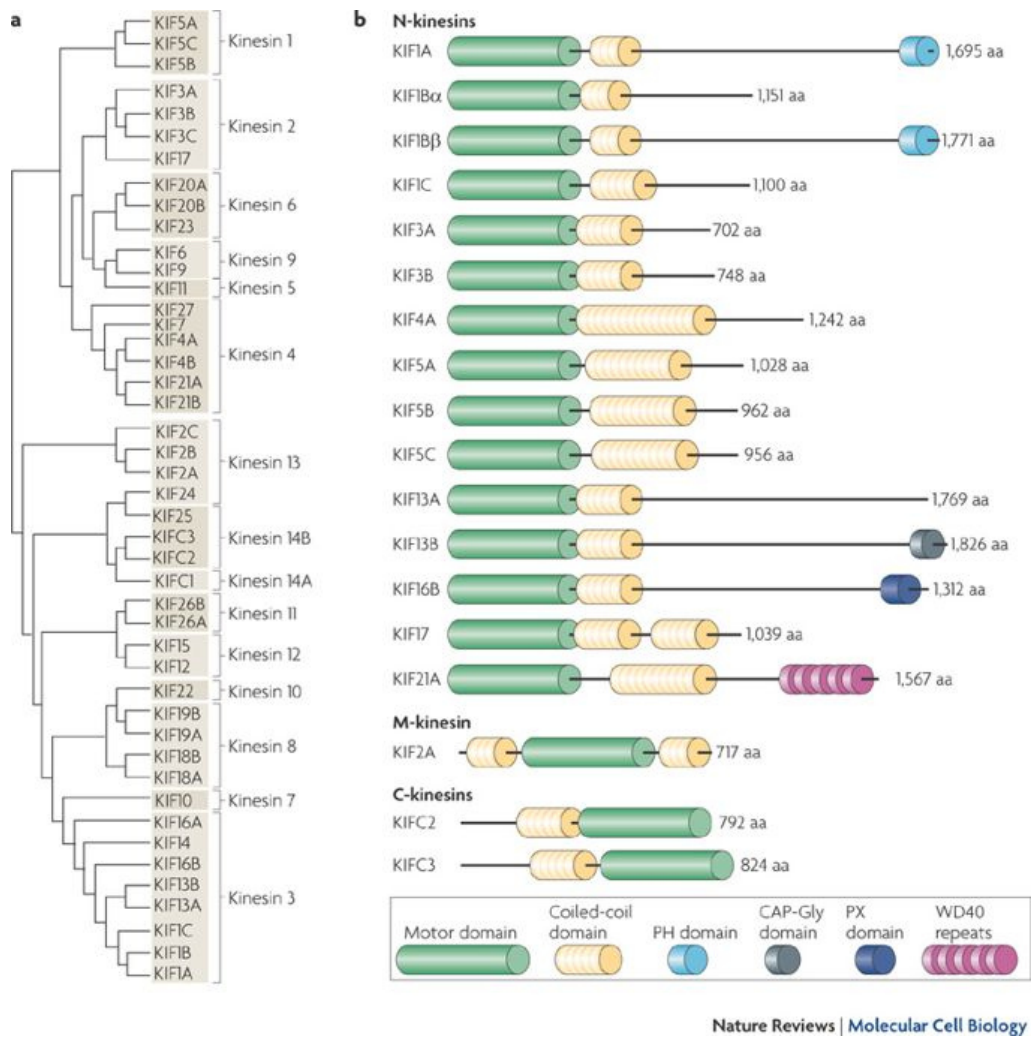 a
KIF5A
KIF5C
KIF5B
Kinesin 1
KIF3A
KIF3B
KIF3C
KIF17
Kinesin 2
KIF20A
KIF20B
KIF23
Kinesin 6
KIF6
KIF9
Kinesin 9
KIF11
Kinesin 5
KIF27
KIF7
KIF4A
KIF4B
KIF21A
KIF21B
Kinesin 4
KIF2C
KIF2B
KIF2A
KIF24
Kinesin 13
KIF25
KIFC3
KIFC2
Kinesin 14B
KIFC1
Kinesin 14A
KIF26B
KIF26A
Kinesin 11
KIF15
KIF12
Kinesin 12
KIF22
Kinesin 10
KIF19B
KIF19A
KIF18B
KIF18A
Kinesin 8
KIF10
Kinesin 7
KIF16A
KIF14
KIF16B
KIF13B
KIF13A
KIF1C
KIF1B
KIF1A
Kinesin 3
b
N-kinesins
KIF1A 1,695 aa
KIF1Bα 1,151 aa
KIF1Bβ 1,771 aa
KIF1C 1,100 aa
KIF3A 702 aa
KIF3B 748 aa
KIF4A 1,242 aa
KIF5A 1,028 aa
KIF5B 962 aa
KIF5C 956 aa
KIF13A 1,769 aa
KIF13B 1,826 aa
KIF16B 1,312 aa
KIF17 1,039 aa
KIF21A 1,567 aa
M-kinesin
KIF2A 717 aa
C-kinesins
KIFC2 792 aa
KIFC3 824 aa
Motor domain
Coiled-coil
domain
PH domain
CAP-Gly
domain
PX
domain
WD40
repeats
Nature Reviews | Molecular Cell Biology